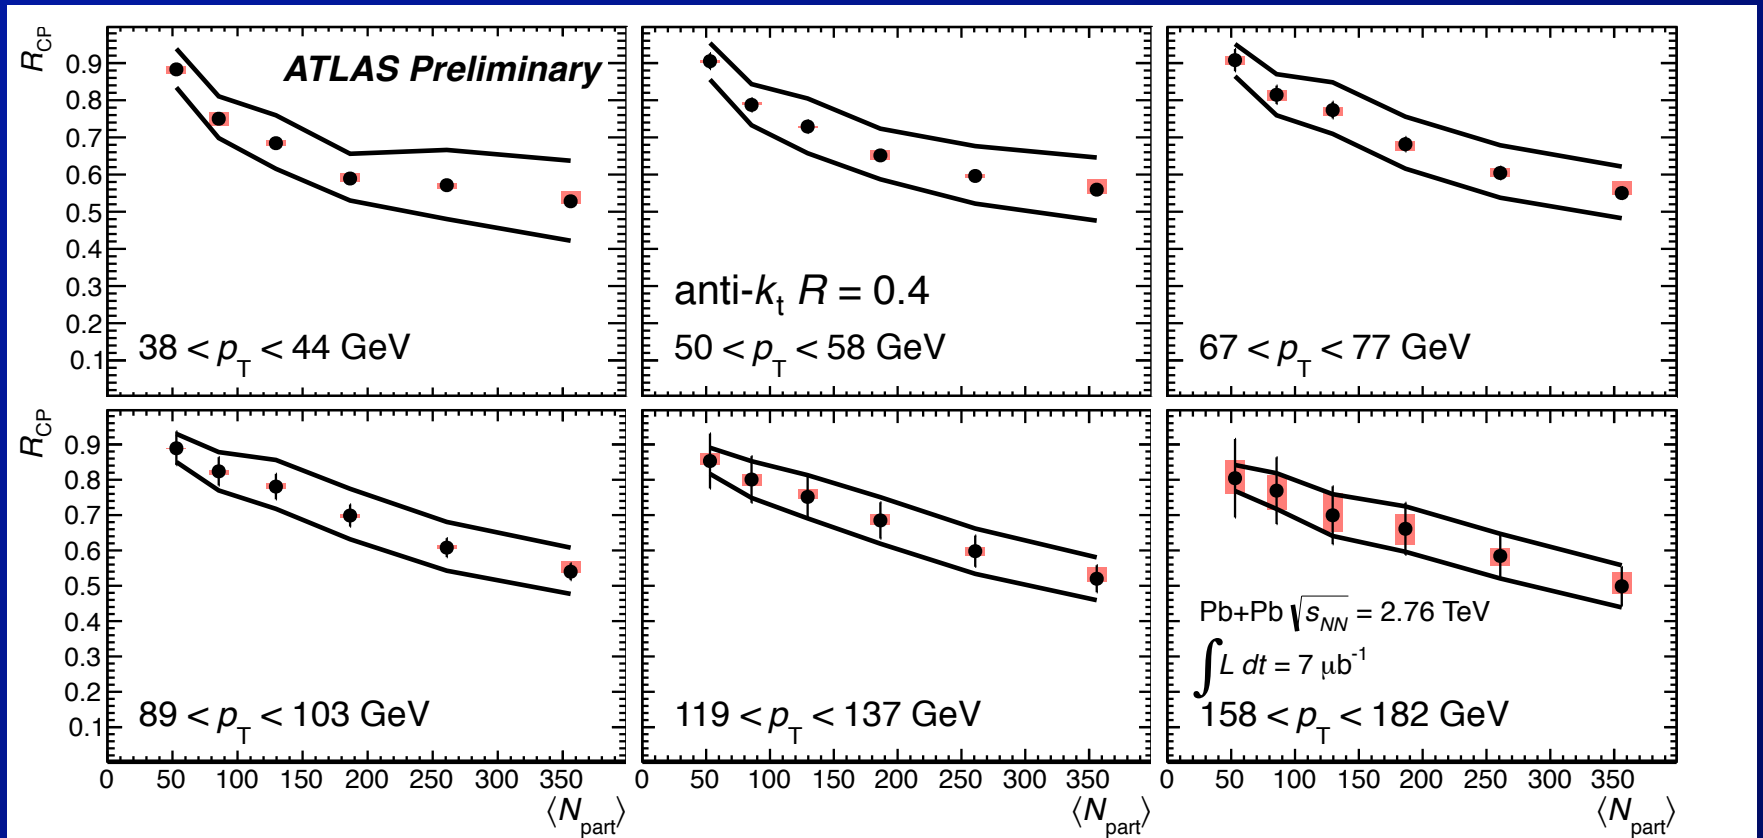 R_CP
0.9
0.8
0.7
0.6
0.5
0.4
0.3
0.2
0.1
ATLAS Preliminary
38 < p_T < 44 GeV
anti-k_t R = 0.4
50 < p_T < 58 GeV
67 < p_T < 77 GeV
R_CP
0.9
0.8
0.7
0.6
0.5
0.4
0.3
0.2
0.1
89 < p_T < 103 GeV
119 < p_T < 137 GeV
Pb+Pb √s_NN = 2.76 TeV
∫L dt = 7 μb^-1
158 < p_T < 182 GeV
0 50 100 150 200 250 300 350
0 50 100 150 200 250 300 350
0 50 100 150 200 250 300 350
⟨N_part⟩
⟨N_part⟩
⟨N_part⟩